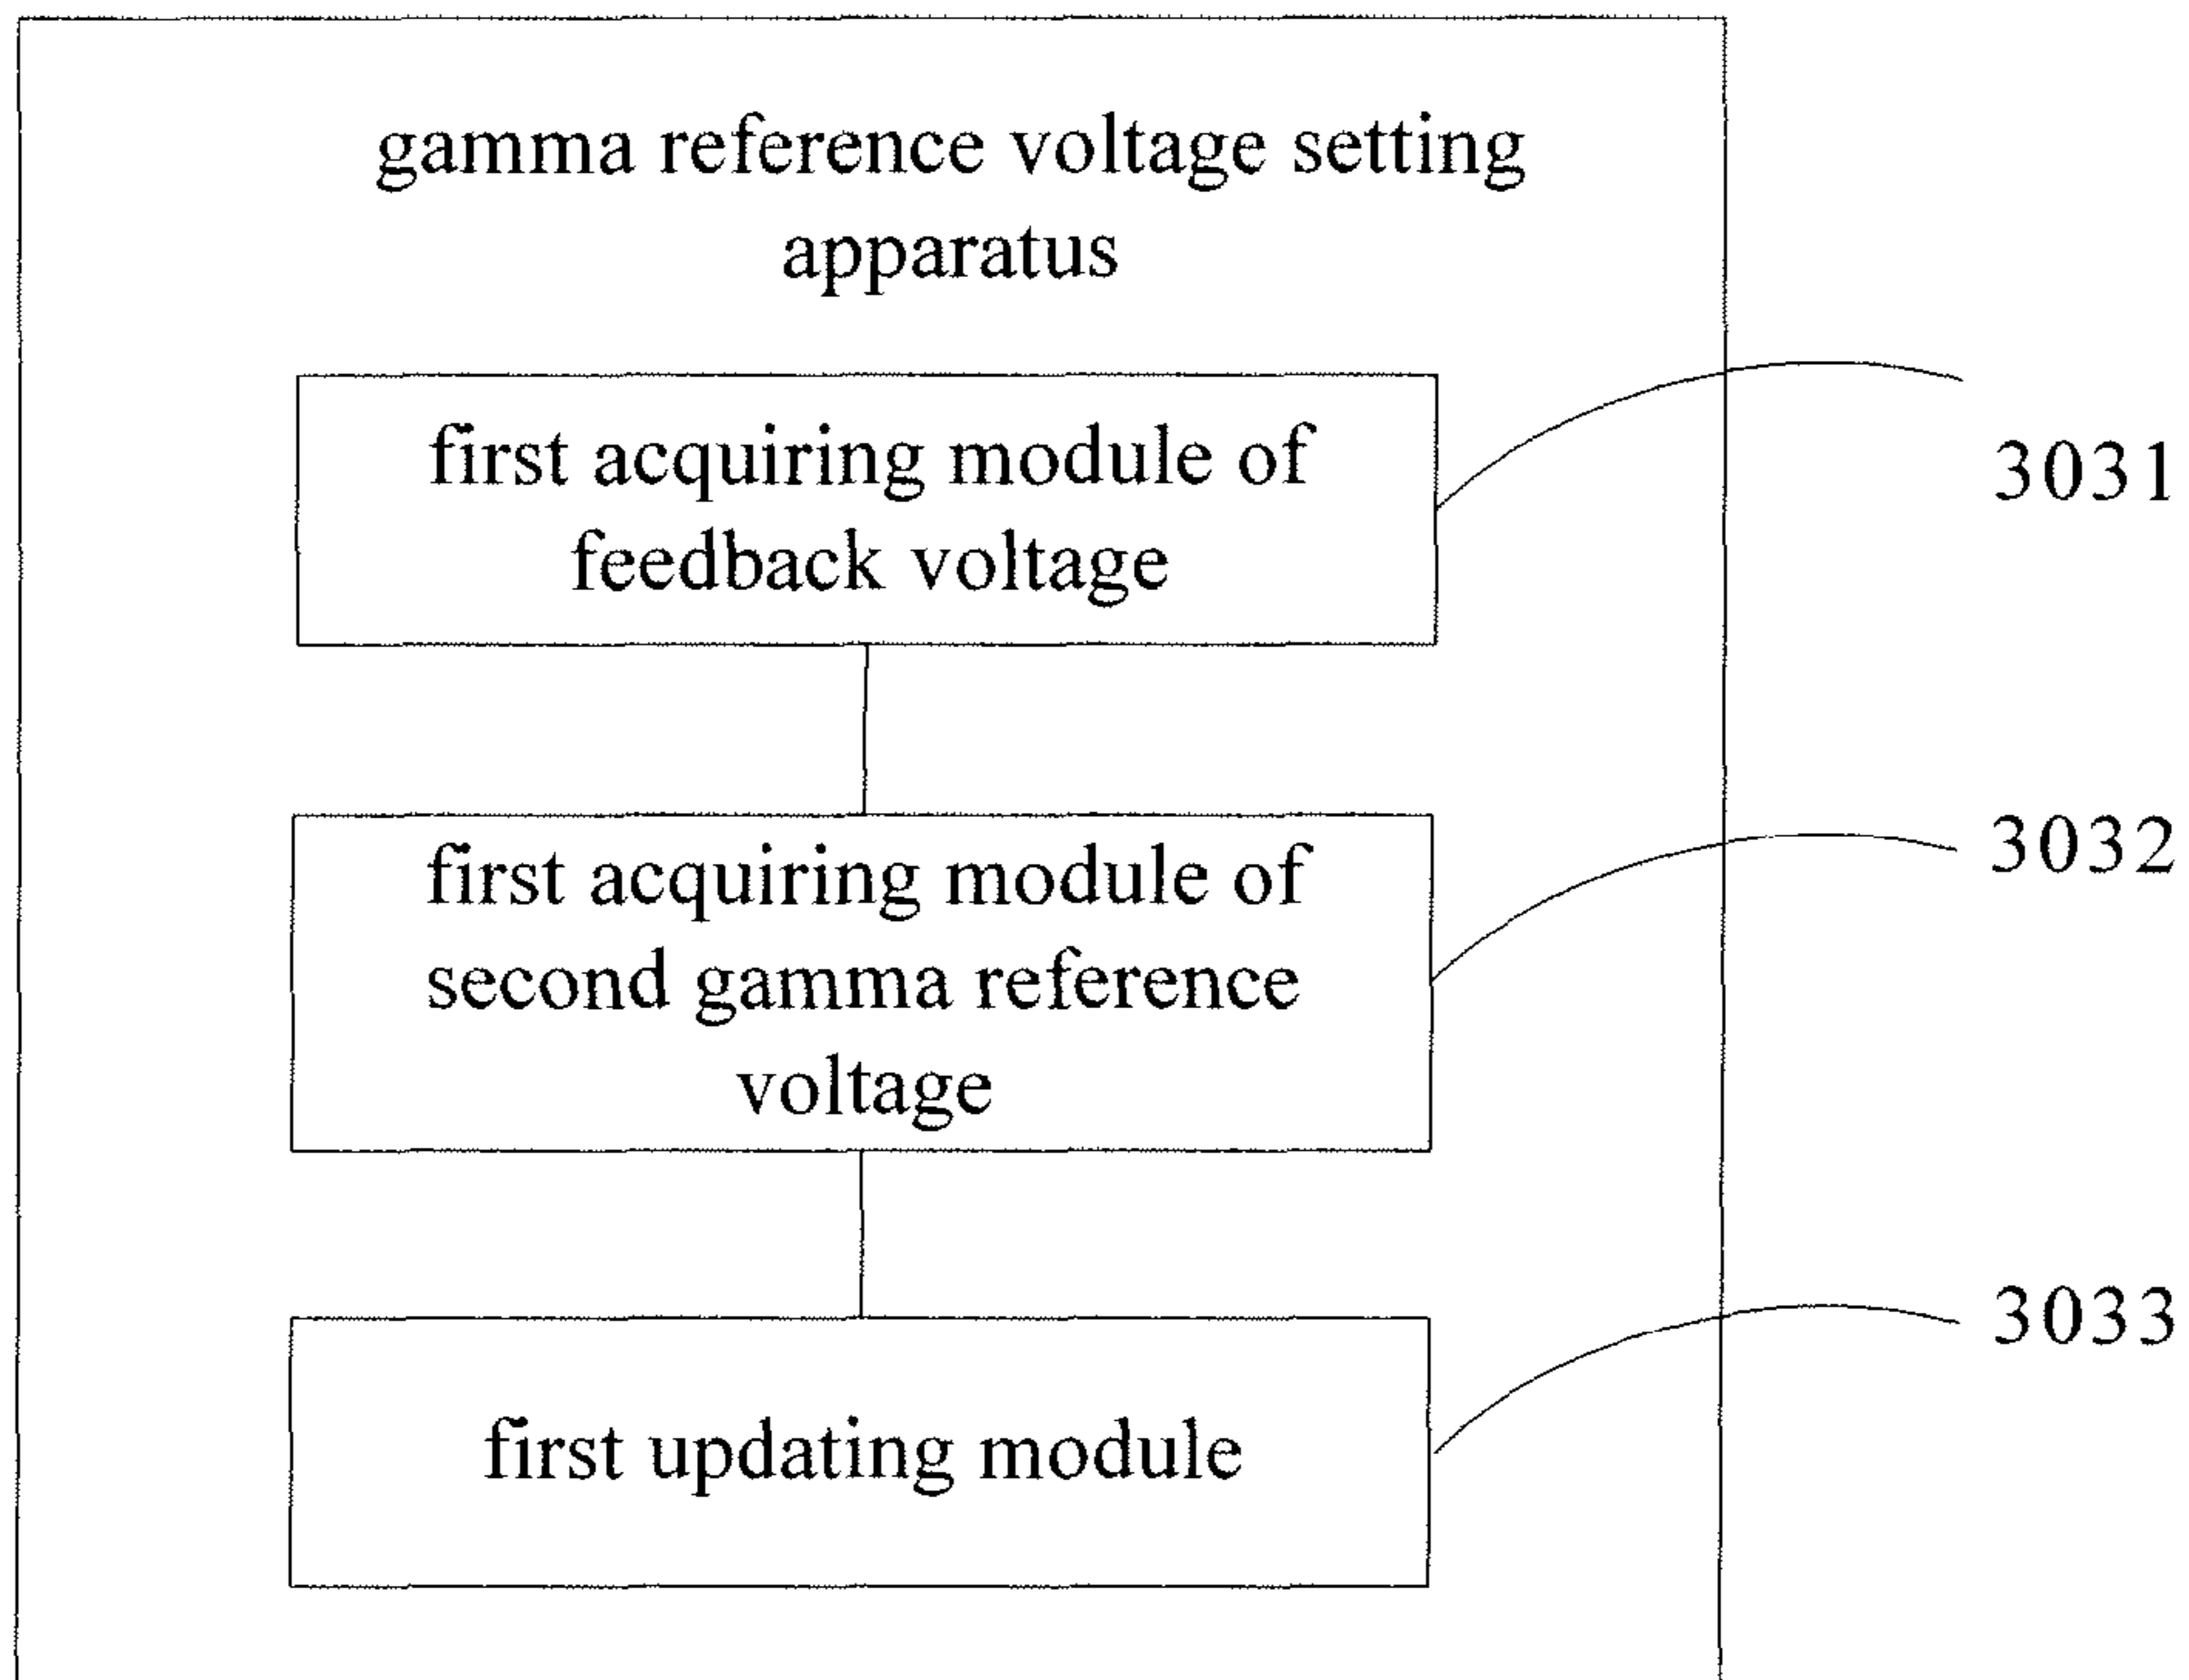 gamma reference voltage setting
apparatus
first acquiring module of
feedback voltage
3031
first acquiring module of
second gamma reference
voltage
3032
first updating module
3033